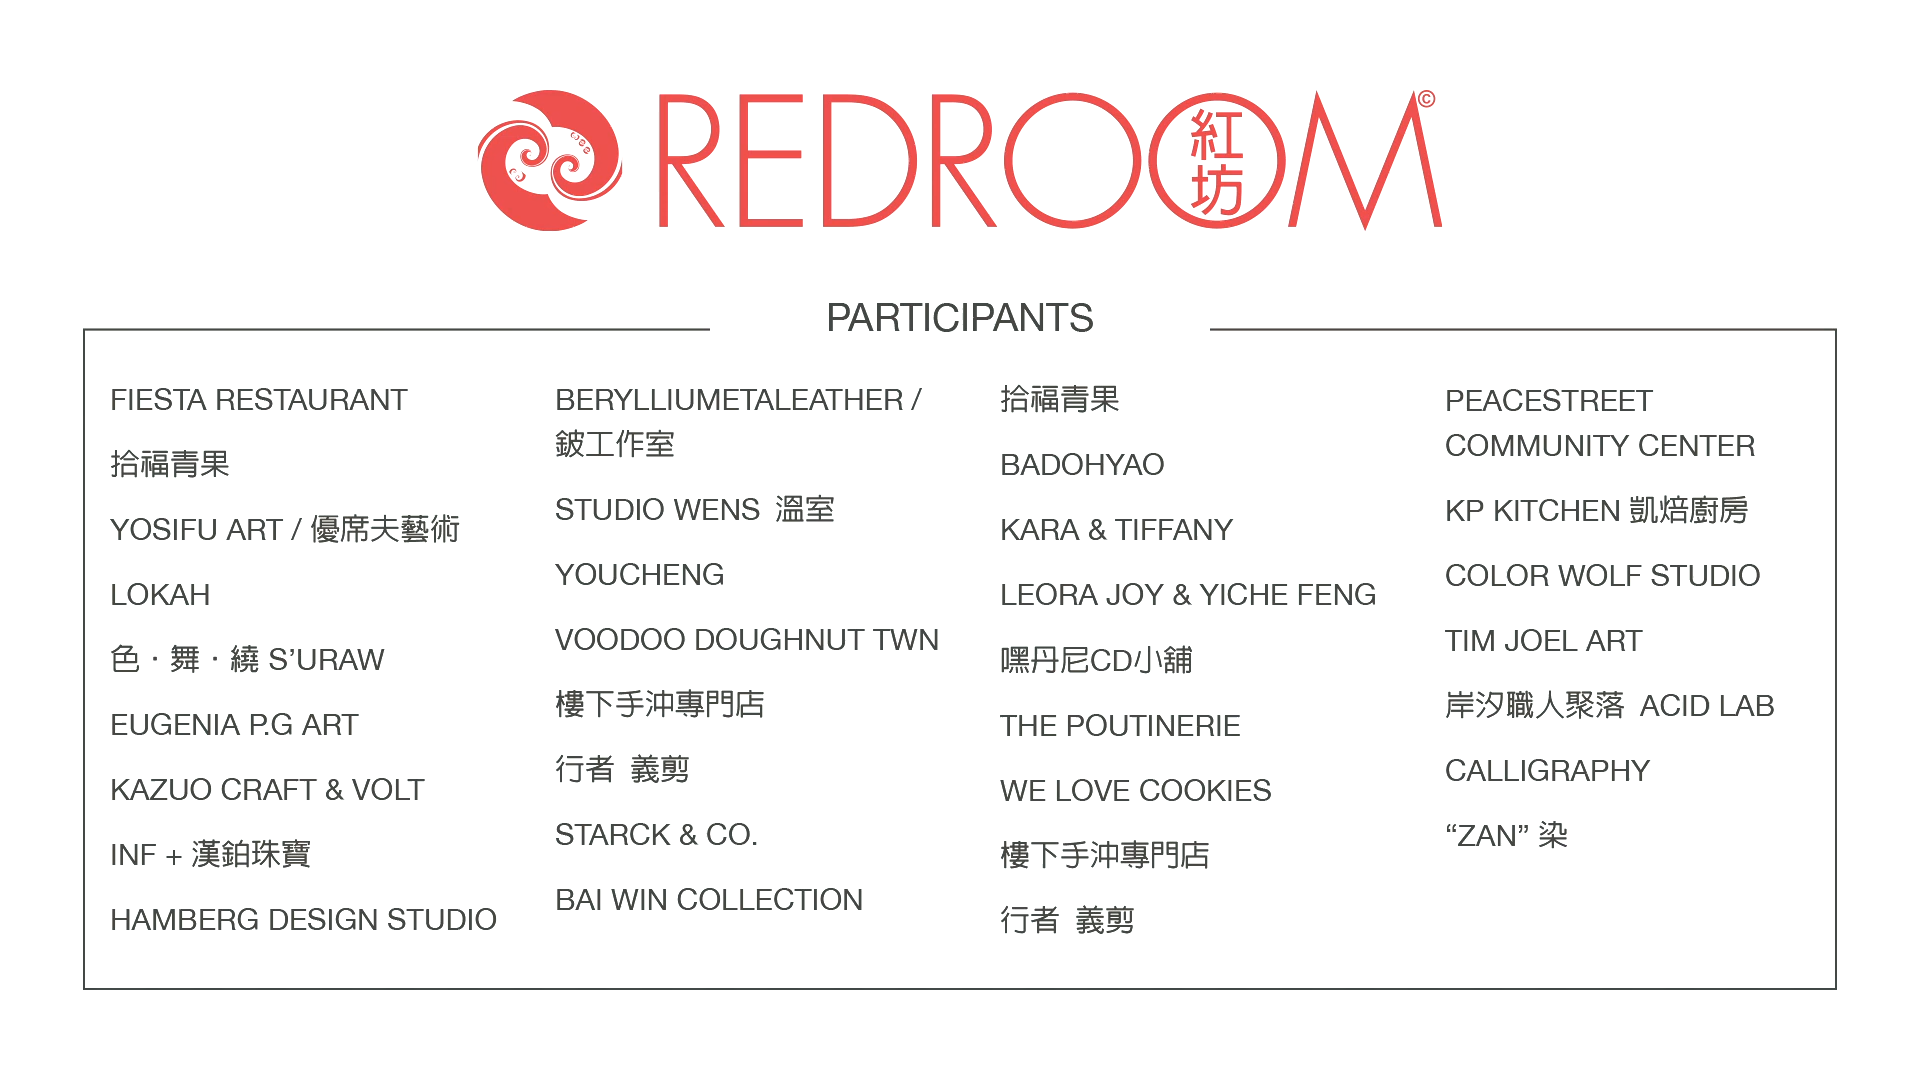 REDROOM©
紅坊
PARTICIPANTS
FIESTA RESTAURANT
拾福青果
YOSIFU ART / 優席夫藝術
LOKAH
色・舞・繞 S’URAW
EUGENIA P.G ART
KAZUO CRAFT & VOLT
INF + 漢鉑珠寶
HAMBERG DESIGN STUDIO
BERYLLIUMETALEATHER /
鈹工作室
STUDIO WENS 溫室
YOUCHENG
VOODOO DOUGHNUT TWN
樓下手沖專門店
行者 義剪
STARCK & CO.
BAI WIN COLLECTION
拾福青果
BADOHYAO
KARA & TIFFANY
LEORA JOY & YICHE FENG
嘿丹尼CD小舖
THE POUTINERIE
WE LOVE COOKIES
樓下手沖專門店
行者 義剪
PEACESTREET
COMMUNITY CENTER
KP KITCHEN 凱焙廚房
COLOR WOLF STUDIO
TIM JOEL ART
岸汐職人聚落 ACID LAB
CALLIGRAPHY
“ZAN” 染